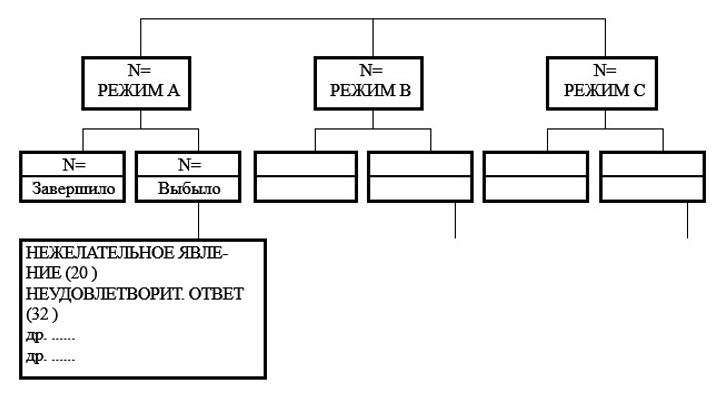 N=
РЕЖИМ А
N=
РЕЖИМ В
N=
РЕЖИМ С
N=
Завершило
N=
Выбыло
НЕЖЕЛАТЕЛЬНОЕ ЯВЛЕ-
НИЕ (20 )
НЕУДОВЛЕТВОРИТ. ОТВЕТ
(32 )
др. ......
др. ......